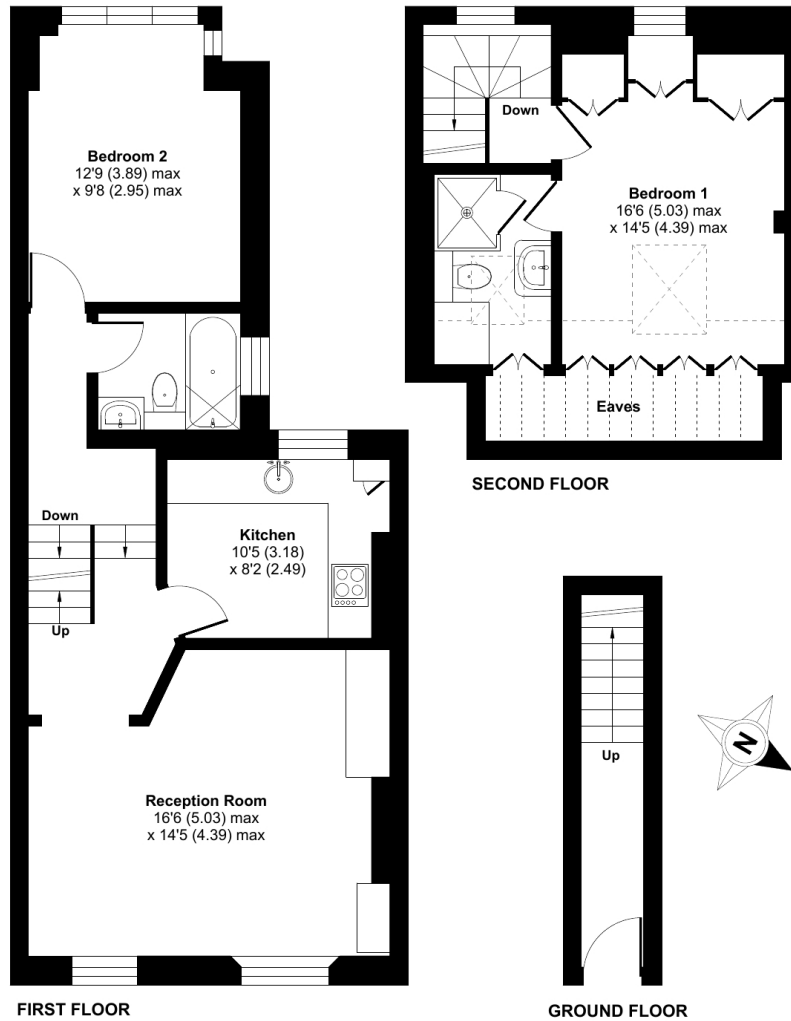 Bedroom 2
12'9 (3.89) max
x 9'8 (2.95) max
Down
Up
Kitchen
10'5 (3.18)
x 8'2 (2.49)
Reception Room
16'6 (5.03) max
x 14'5 (4.39) max
FIRST FLOOR
Down
Bedroom 1
16'6 (5.03) max
x 14'5 (4.39) max
Eaves
SECOND FLOOR
Up
N
GROUND FLOOR